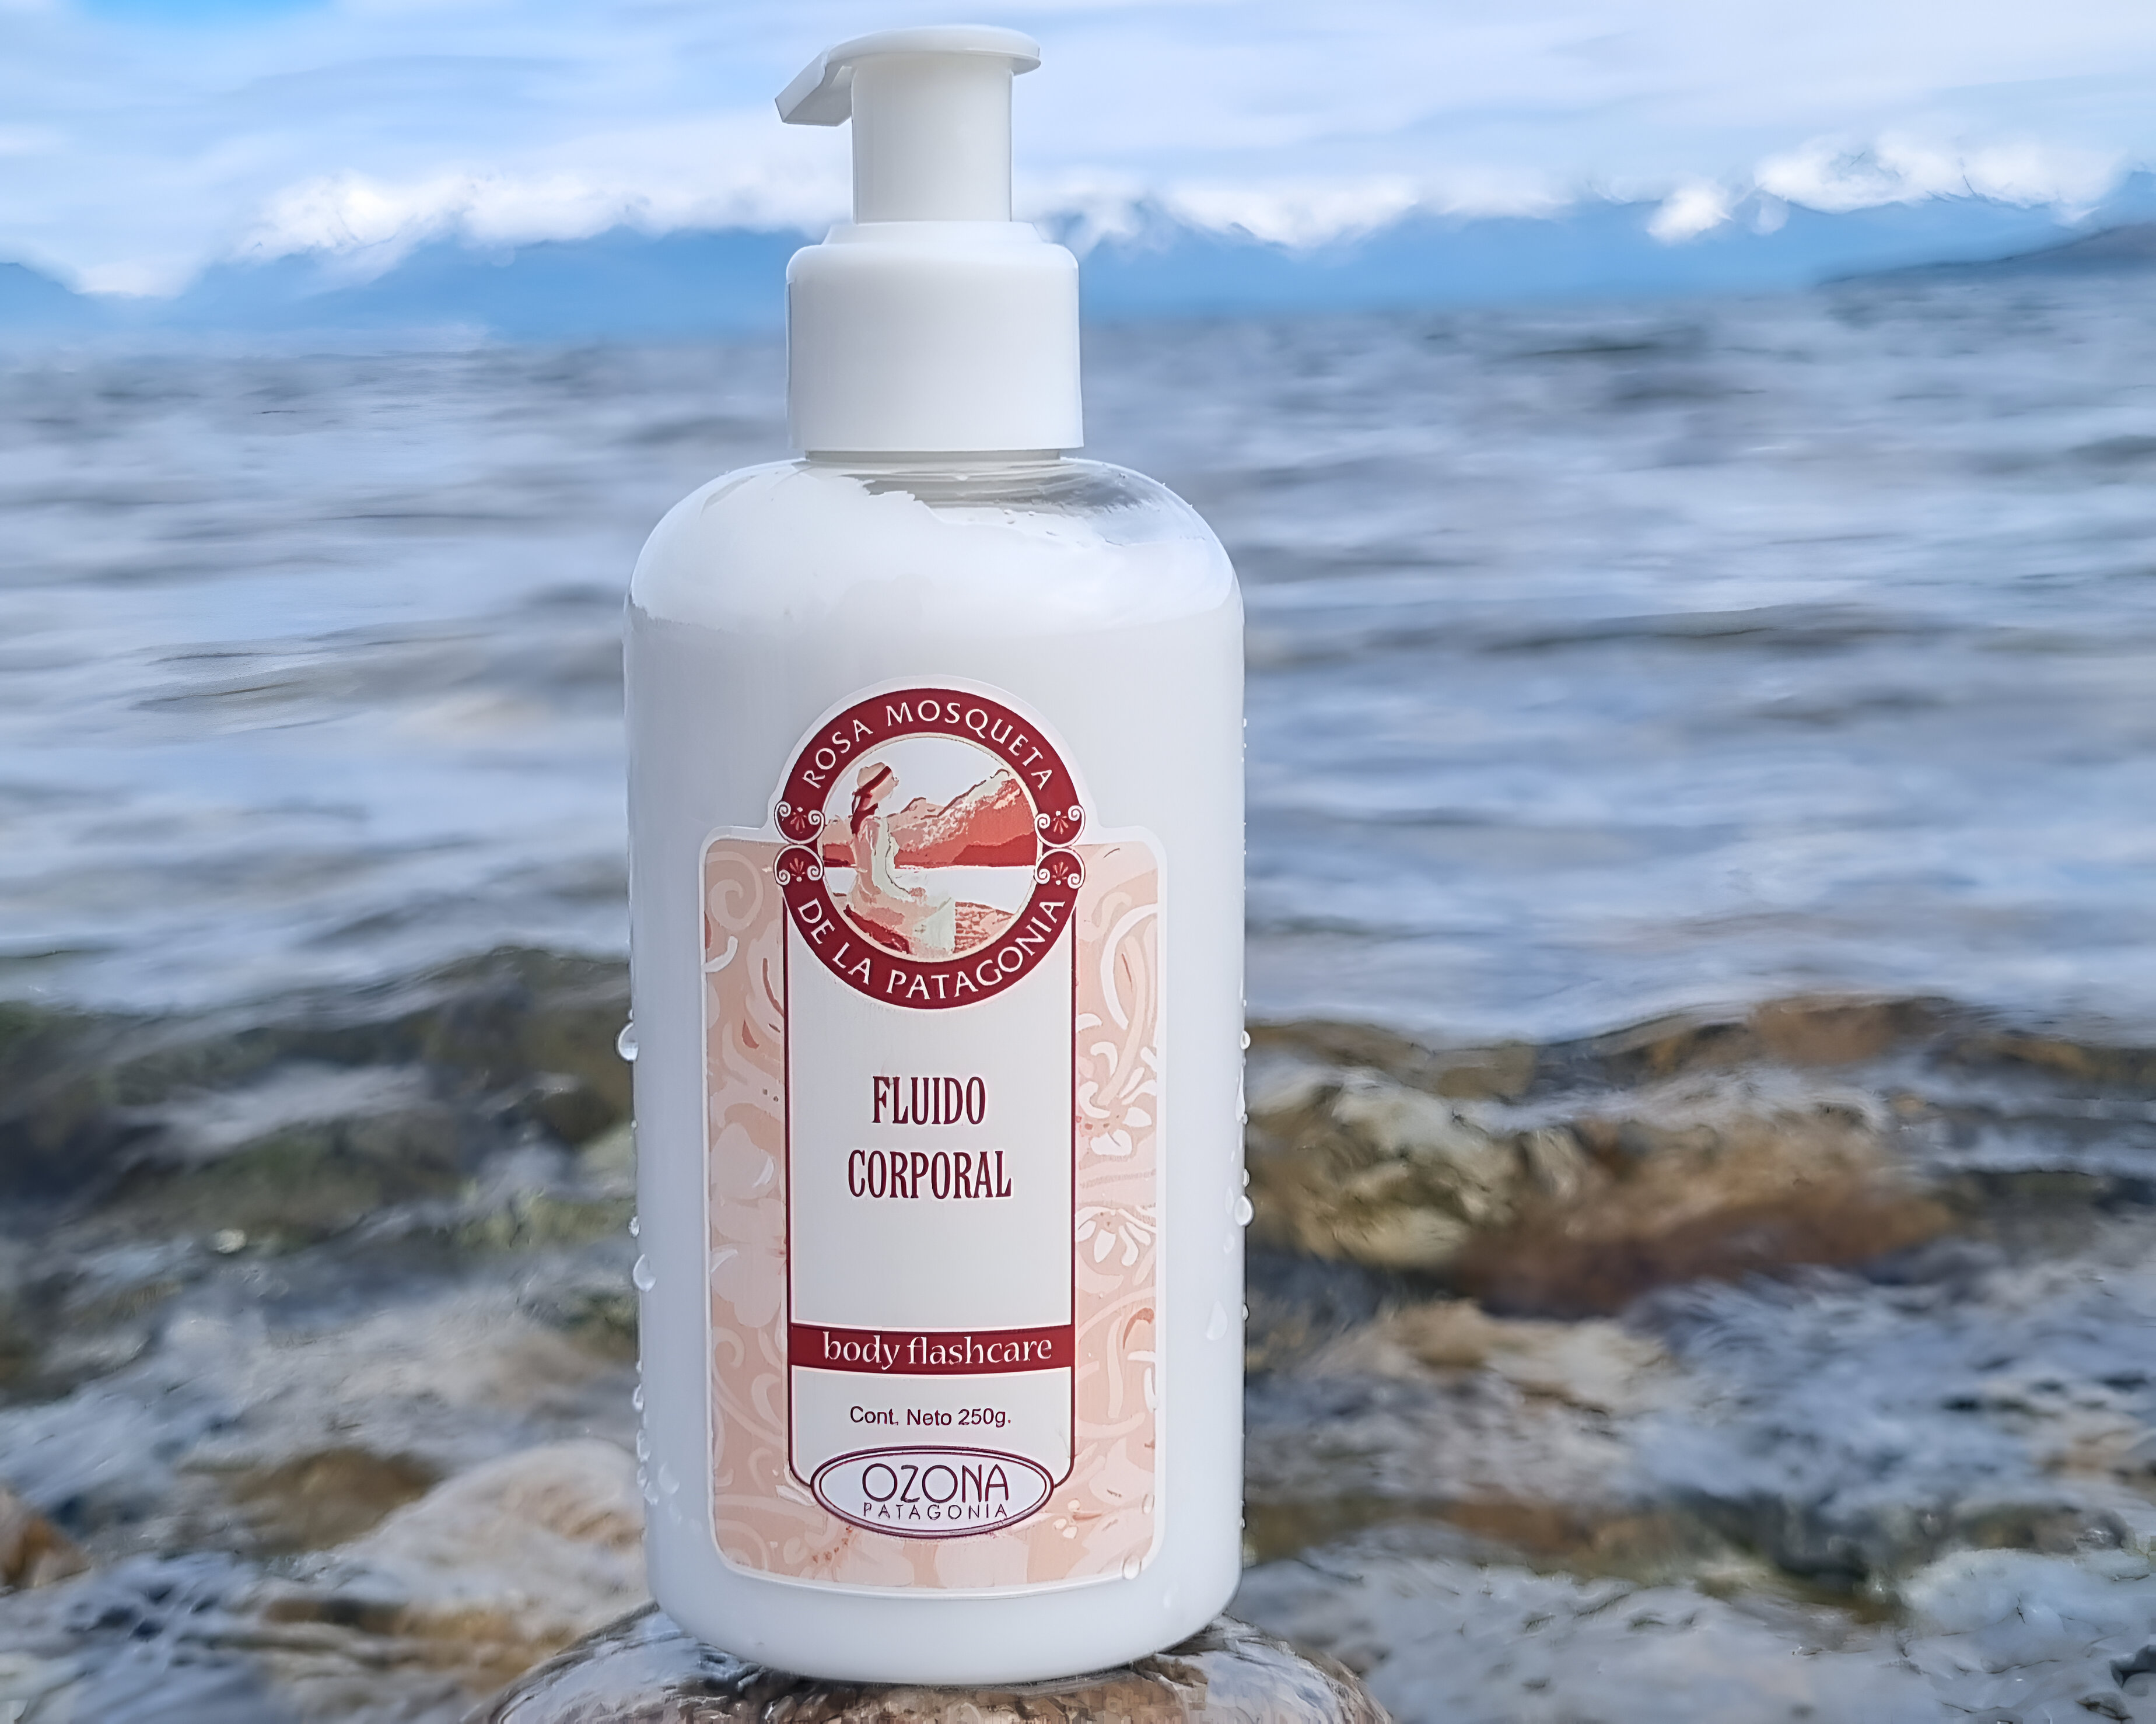 ROSA MOSQUETA
DE LA PATAGONIA
FLUIDO
CORPORAL
body flashcare
Cont. Neto 250g.
OZONA
PATAGONIA